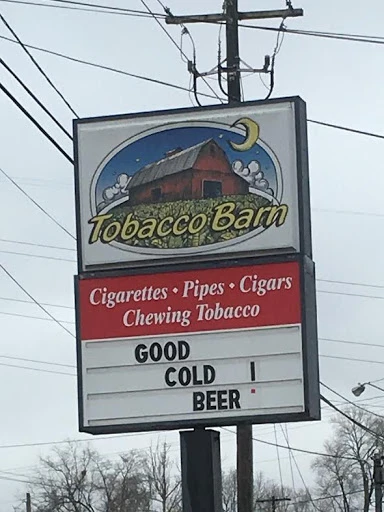 Tobacco Barn
Cigarettes • Pipes • Cigars
Chewing Tobacco
GOOD
COLD !
BEER